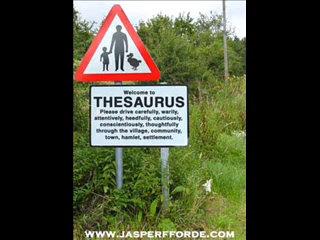 Welcome to
THESAURUS
Please drive carefully, warily,
attentively, heedfully, cautiously,
conscientiously, thoughtfully
through the village, community,
town, hamlet, settlement.
WWW.JASPERFFORDE.COM